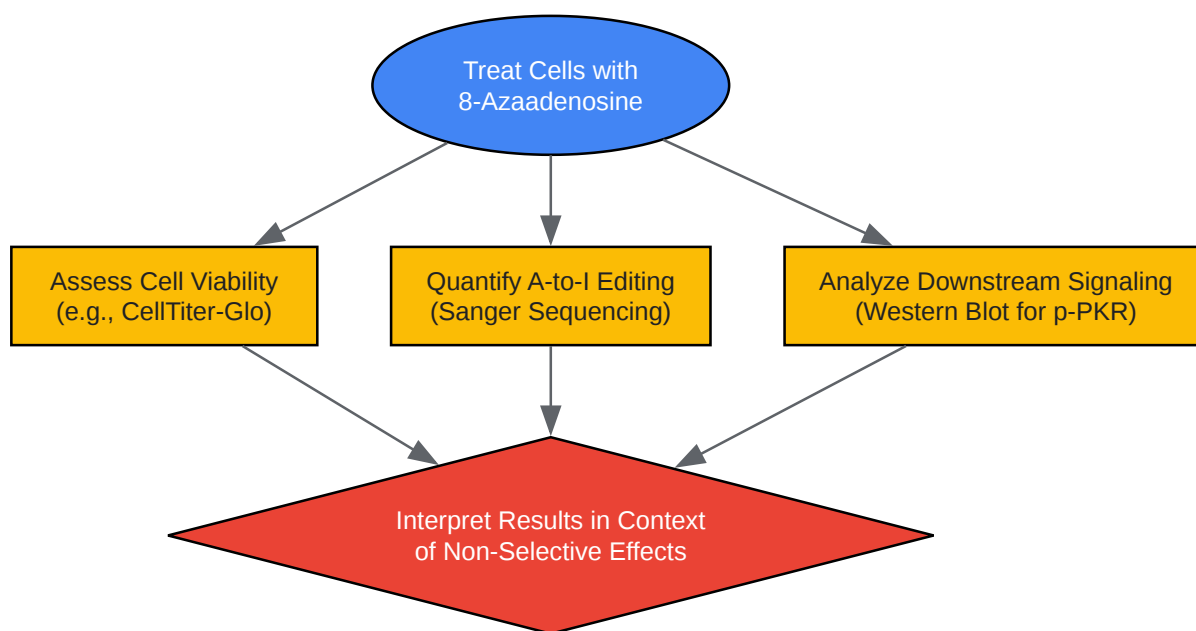 Treat Cells with
8-Azaadenosine
Assess Cell Viability
(e.g., CellTiter-Glo)
Quantify A-to-I Editing
(Sanger Sequencing)
Analyze Downstream Signaling
(Western Blot for p-PKR)
Interpret Results in Context
of Non-Selective Effects